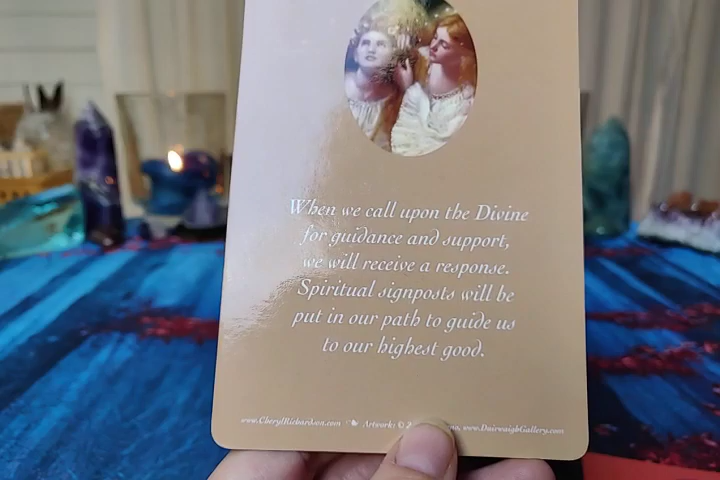 When we call upon the Divine
for guidance and support,
we will receive a response.
Spiritual signposts will be
put in our path to guide us
to our highest good.
www.CherylRichardson.com Artwork: © www.DairwaighGallery.com